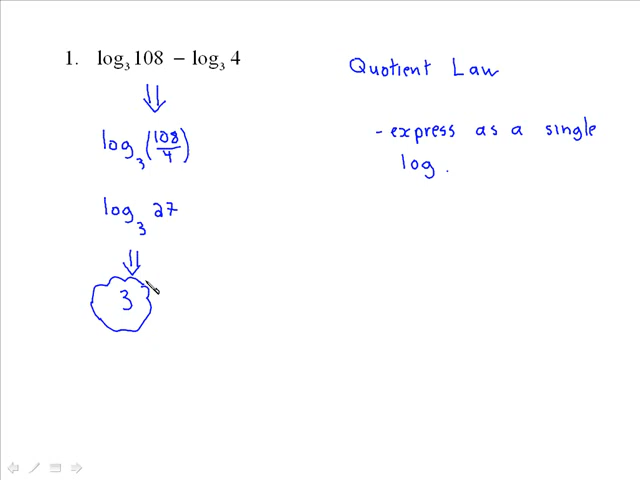 1. log₃ 108 − log₃ 4
Quotient Law
- express as a single
log.
log₃ (108/4)
log₃ 27
3